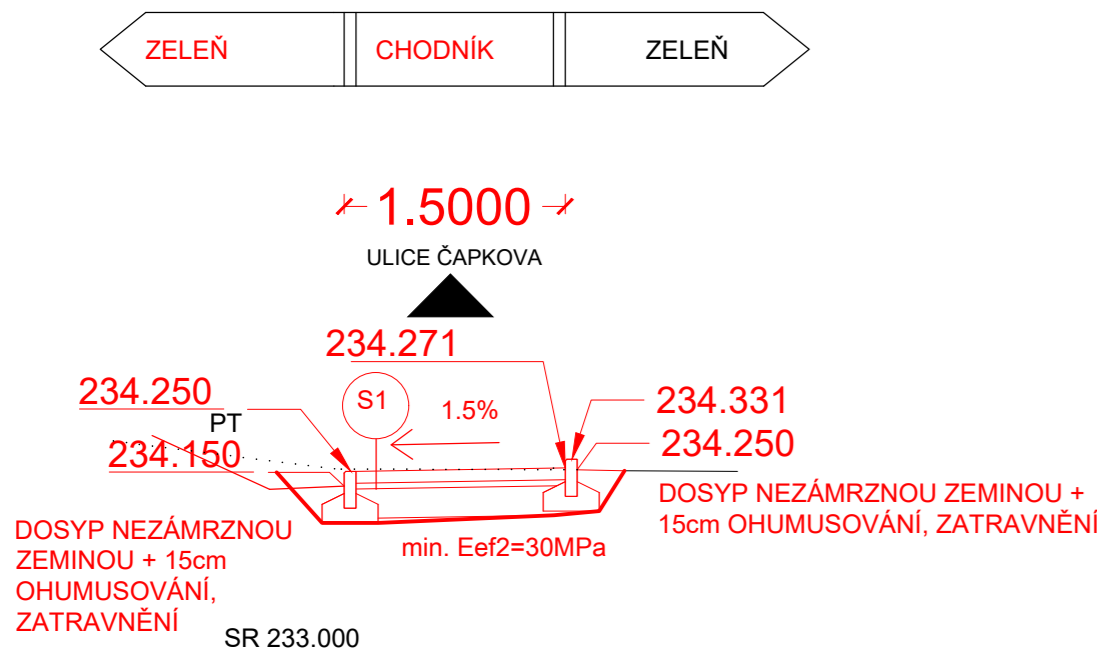 ZELEŇ
CHODNÍK
ZELEŇ
1.5000
ULICE ČAPKOVA
234.271
234.250
PT
S1
1.5%
234.331
234.250
234.150
DOSYP NEZÁMRZNOU ZEMINOU +
15cm OHUMUSOVÁNÍ, ZATRAVNĚNÍ
DOSYP NEZÁMRZNOU
ZEMINOU + 15cm
OHUMUSOVÁNÍ,
ZATRAVNĚNÍ
min. Eef2=30MPa
SR 233.000